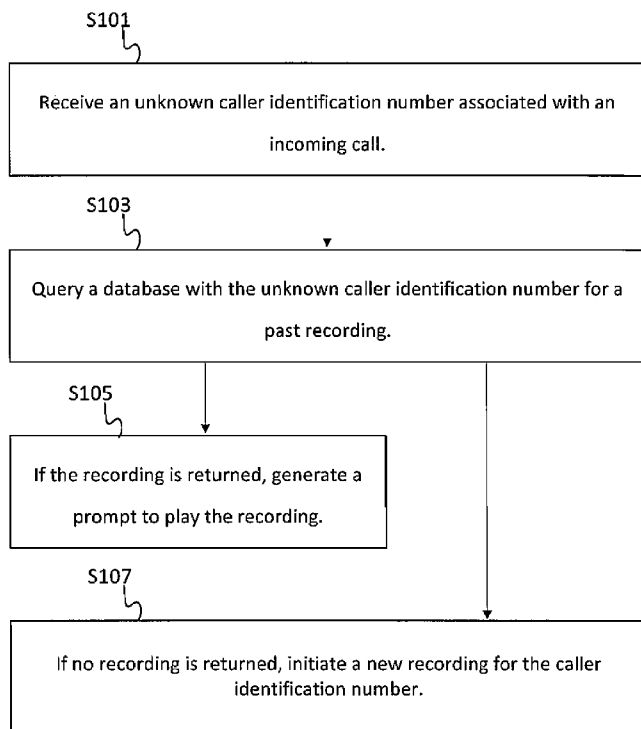 S101
Receive an unknown caller identification number associated with an
incoming call.
S103
Query a database with the unknown caller identification number for a
past recording.
S105
If the recording is returned, generate a
prompt to play the recording.
S107
If no recording is returned, initiate a new recording for the caller
identification number.